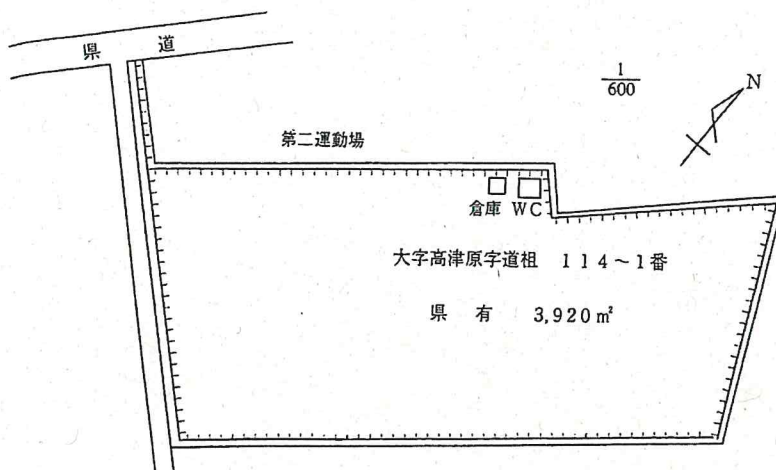 県道
1/600
N
第二運動場
倉庫 WC
大字高津原字道祖 114~1番
県有 3,920㎡